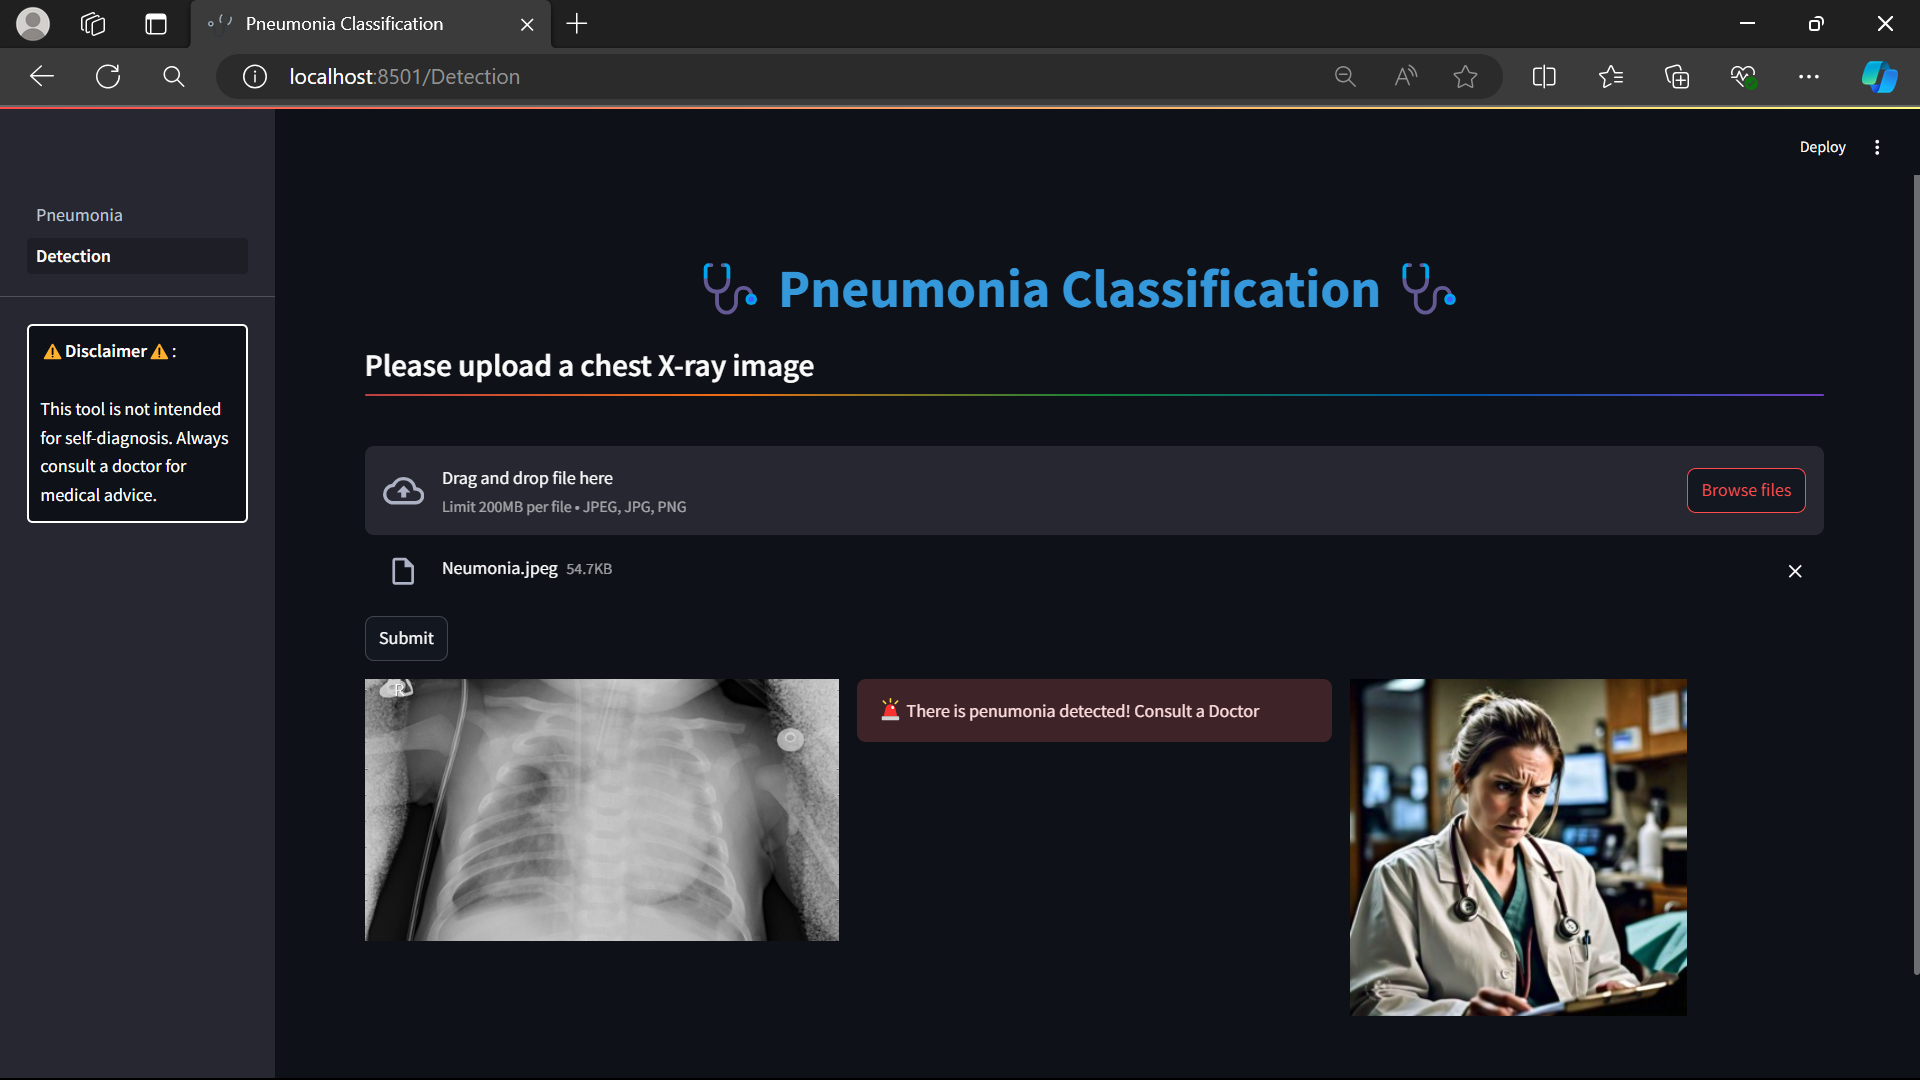 Pneumonia Classification
localhost:8501/Detection
Deploy
Pneumonia
Detection
⚠️ Disclaimer ⚠️ :
This tool is not intended
for self-diagnosis. Always
consult a doctor for
medical advice.
🩺 Pneumonia Classification 🩺
Please upload a chest X-ray image
Drag and drop file here
Limit 200MB per file • JPEG, JPG, PNG
Browse files
Neumonia.jpeg 54.7KB
Submit
R
🚨 There is penumonia detected! Consult a Doctor